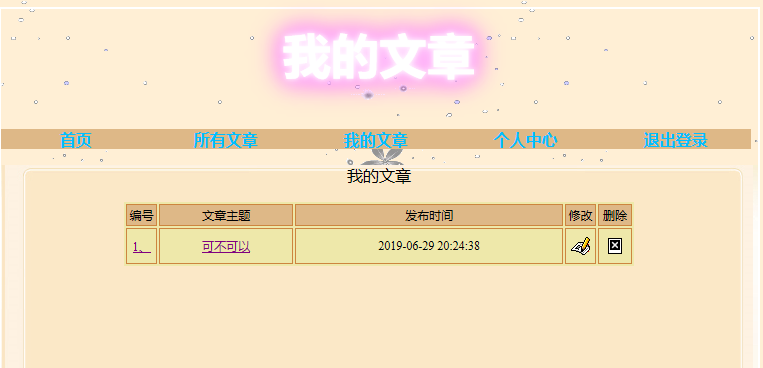 我的文章
首页 所有文章 我的文章 个人中心 退出登录
我的文章
编号 文章主题 发布时间 修改 删除
1、 可不可以 2019-06-29 20:24:38